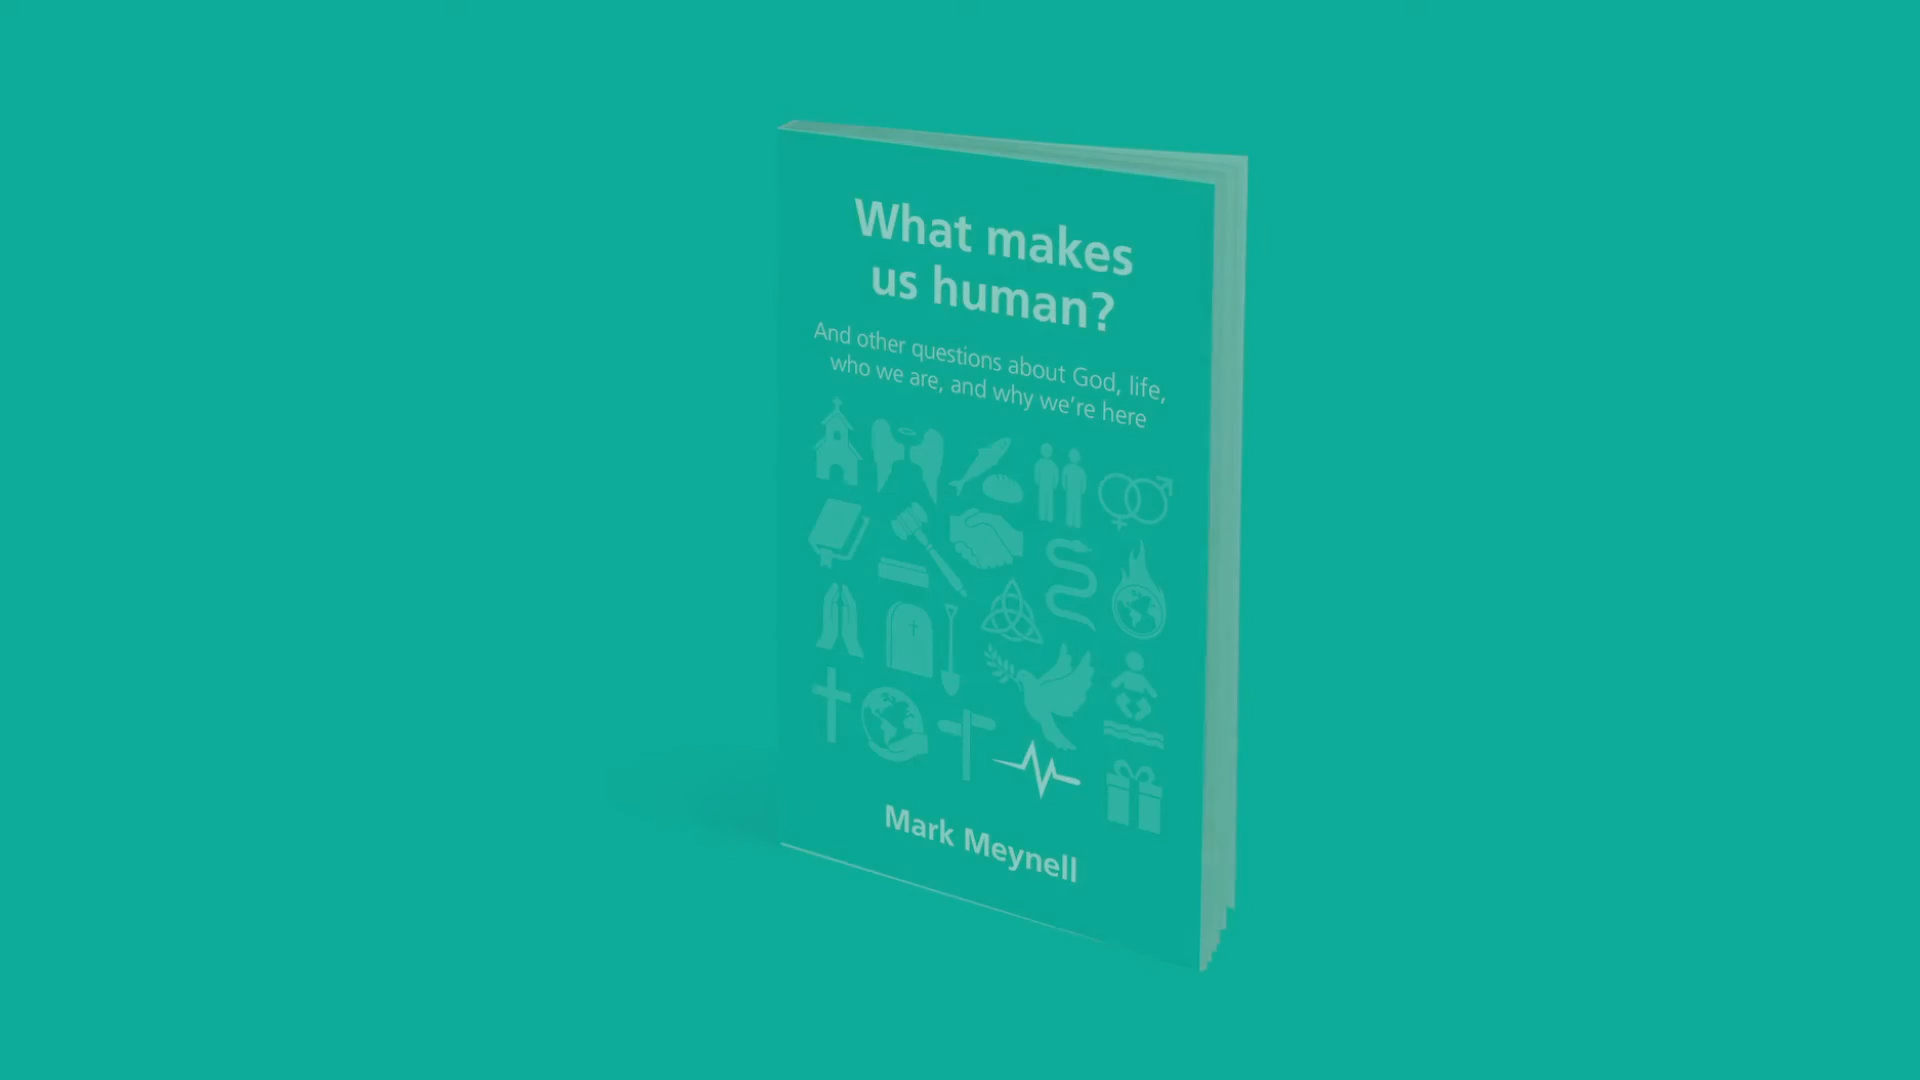 What makes
us human?
And other questions about God, life,
who we are, and why we're here
Mark Meynell